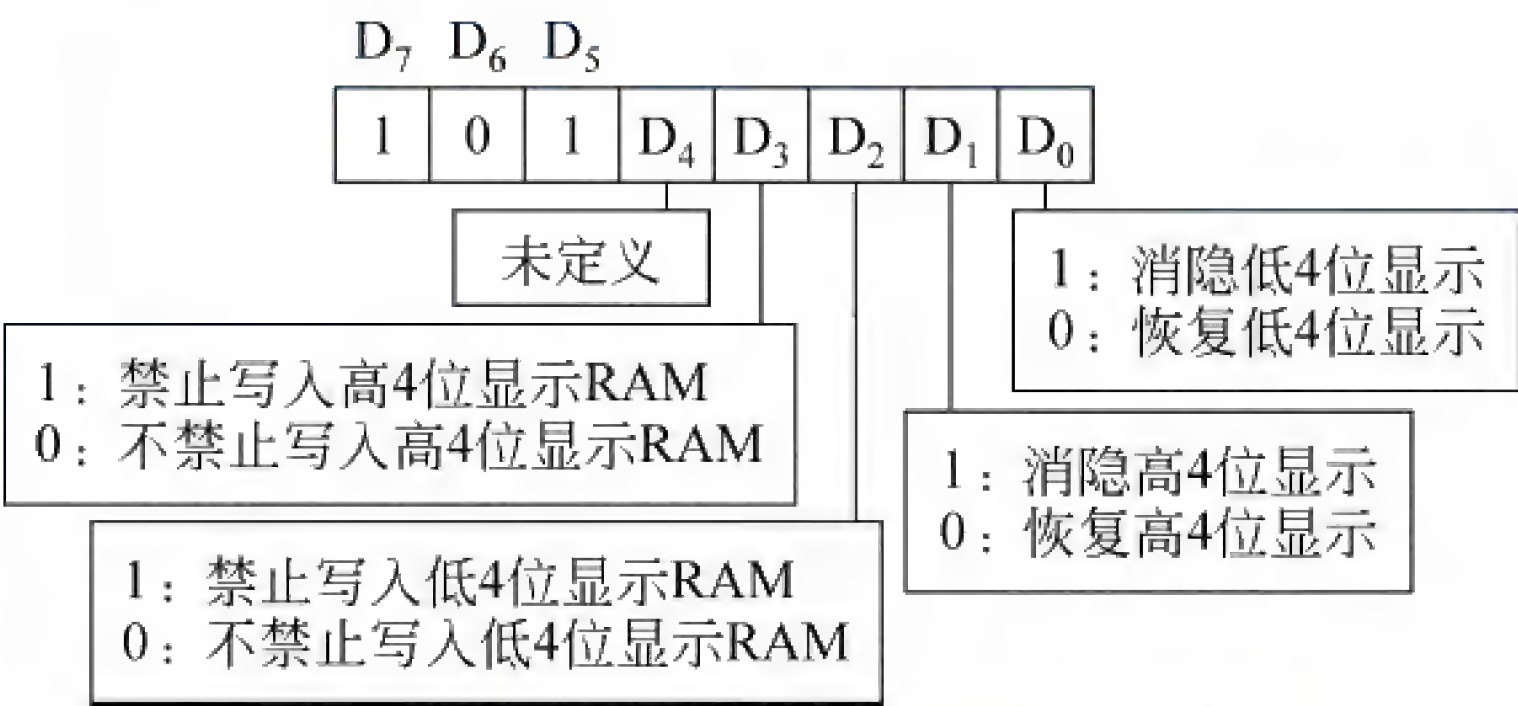 D₇ D₆ D₅
1 0 1 D₄ D₃ D₂ D₁ D₀
未定义
1：消隐低4位显示
0：恢复低4位显示
1：禁止写入高4位显示RAM
0：不禁止写入高4位显示RAM
1：消隐高4位显示
0：恢复高4位显示
1：禁止写入低4位显示RAM
0：不禁止写入低4位显示RAM